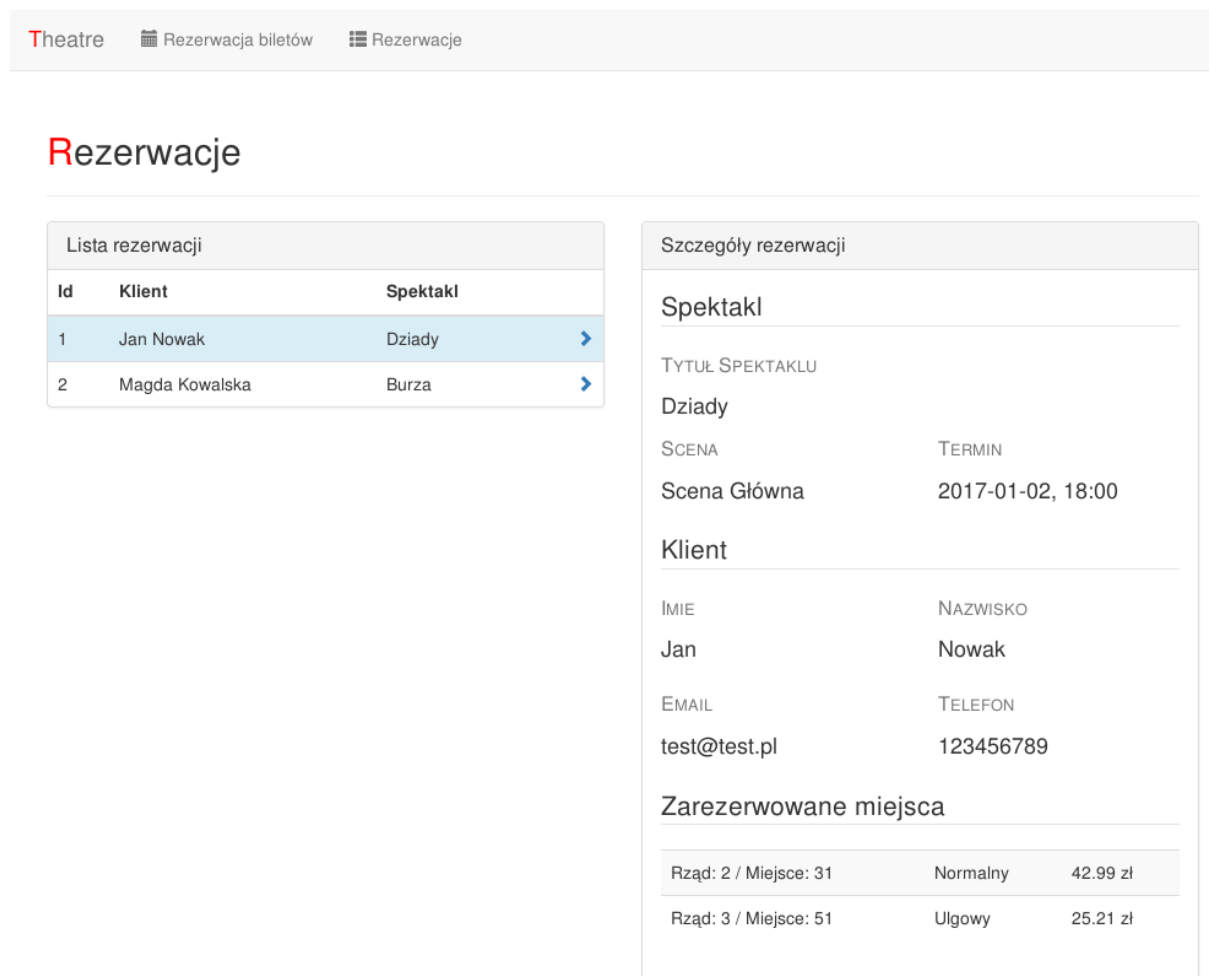 Theatre Rezerwacja biletów Rezerwacje
Rezerwacje
Lista rezerwacji
Id Klient Spektakl
1 Jan Nowak Dziady
2 Magda Kowalska Burza
Szczegóły rezerwacji
Spektakl
Tytuł Spektaklu
Dziady
Scena Termin
Scena Główna 2017-01-02, 18:00
Klient
Imie Nazwisko
Jan Nowak
Email Telefon
test@test.pl 123456789
Zarezerwowane miejsca
Rząd: 2 / Miejsce: 31 Normalny 42.99 zł
Rząd: 3 / Miejsce: 51 Ulgowy 25.21 zł